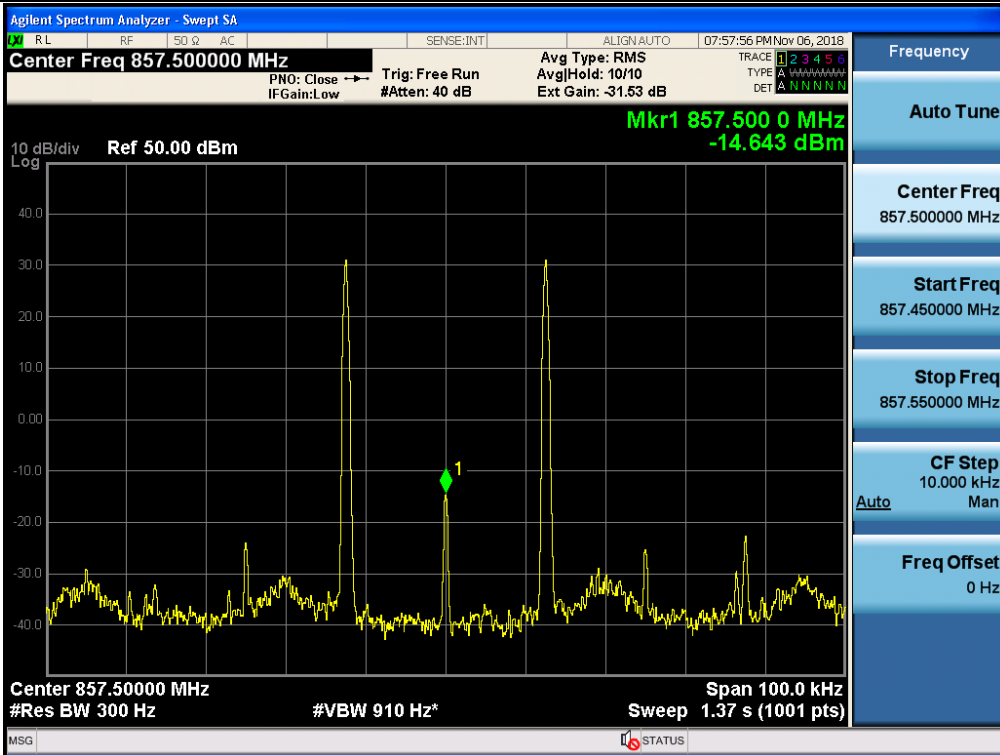 Agilent Spectrum Analyzer - Swept SA
LXI RL RF 50 Ω AC SENSE:INT ALIGN AUTO 07:57:56 PM Nov 06, 2018
Center Freq 857.500000 MHz
PNO: Close
IFGain:Low
Trig: Free Run
#Atten: 40 dB
Avg Type: RMS
Avg|Hold: 10/10
Ext Gain: -31.53 dB
TRACE 1 2 3 4 5 6
TYPE A
DET A N N N N N
Mkr1 857.500 0 MHz
-14.643 dBm
10 dB/div
Log
Ref 50.00 dBm
40.0
30.0
20.0
10.0
0.00
-10.0
-20.0
-30.0
-40.0
1
Center 857.50000 MHz
#Res BW 300 Hz
#VBW 910 Hz*
Span 100.0 kHz
Sweep 1.37 s (1001 pts)
MSG
STATUS
Frequency
Auto Tune
Center Freq
857.500000 MHz
Start Freq
857.450000 MHz
Stop Freq
857.550000 MHz
CF Step
10.000 kHz
Auto Man
Freq Offset
0 Hz